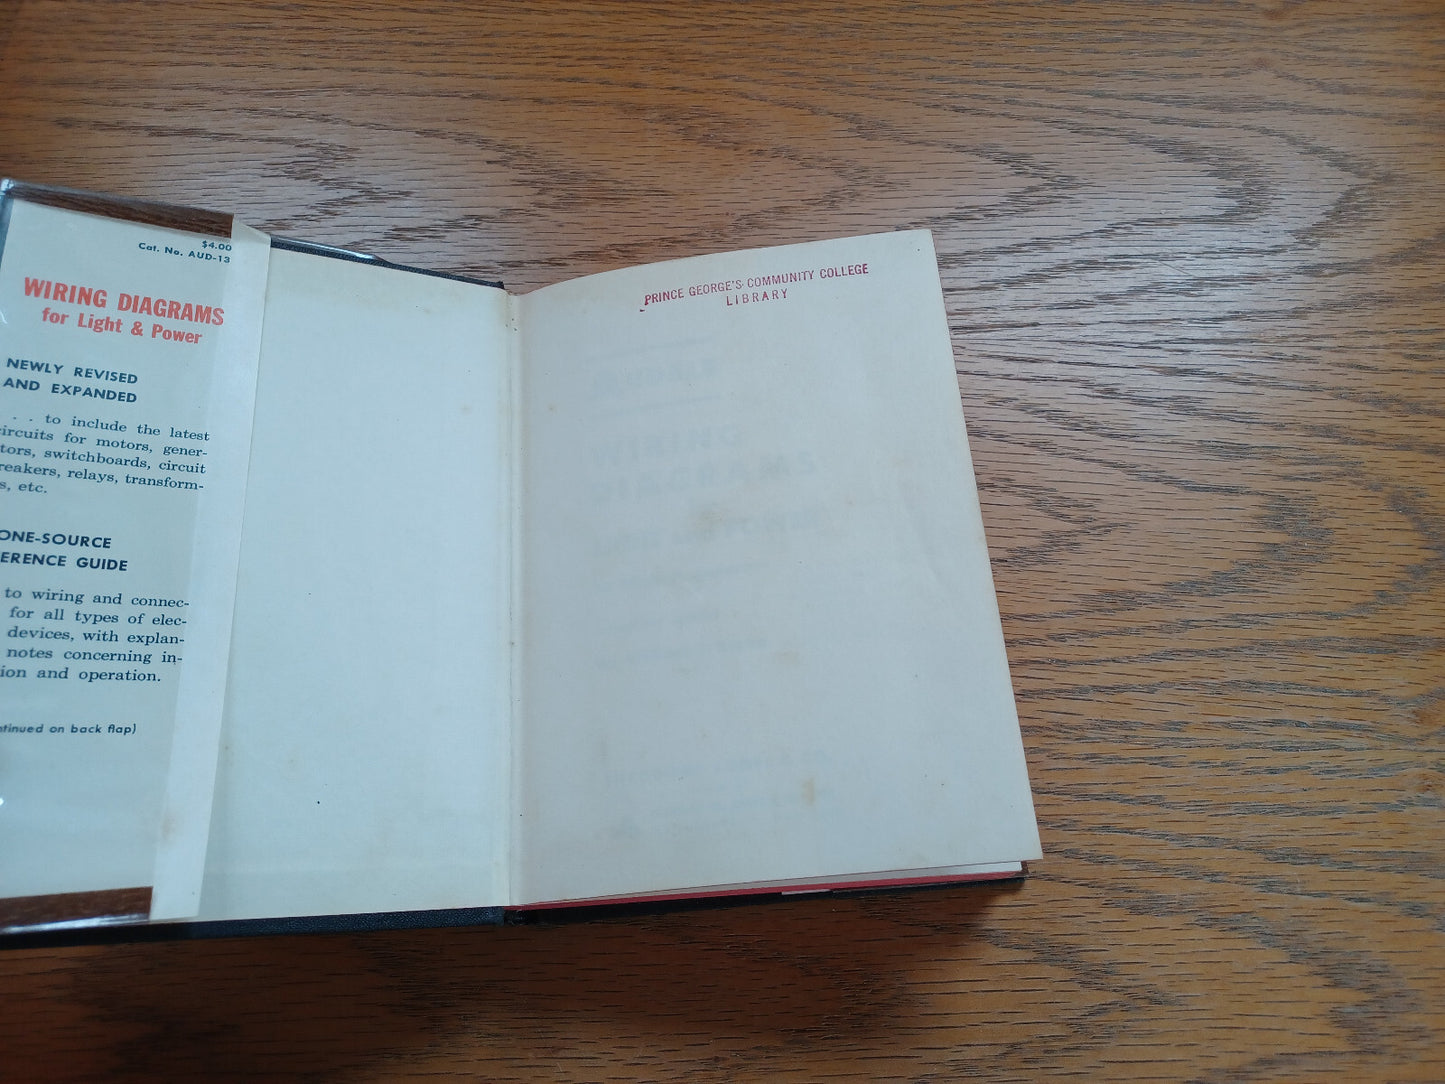 $4.00
Cat. No. AUD-13
WIRING DIAGRAMS
for Light & Power
NEWLY REVISED
AND EXPANDED
. . to include the latest
circuits for motors, gener-
tors, switchboards, circuit
reakers, relays, transform-
s, etc.
ONE-SOURCE
ERENCE GUIDE
to wiring and connec-
for all types of elec-
devices, with explan-
notes concerning in-
ion and operation.
ntinued on back flap)
PRINCE GEORGE'S COMMUNITY COLLEGE
LIBRARY